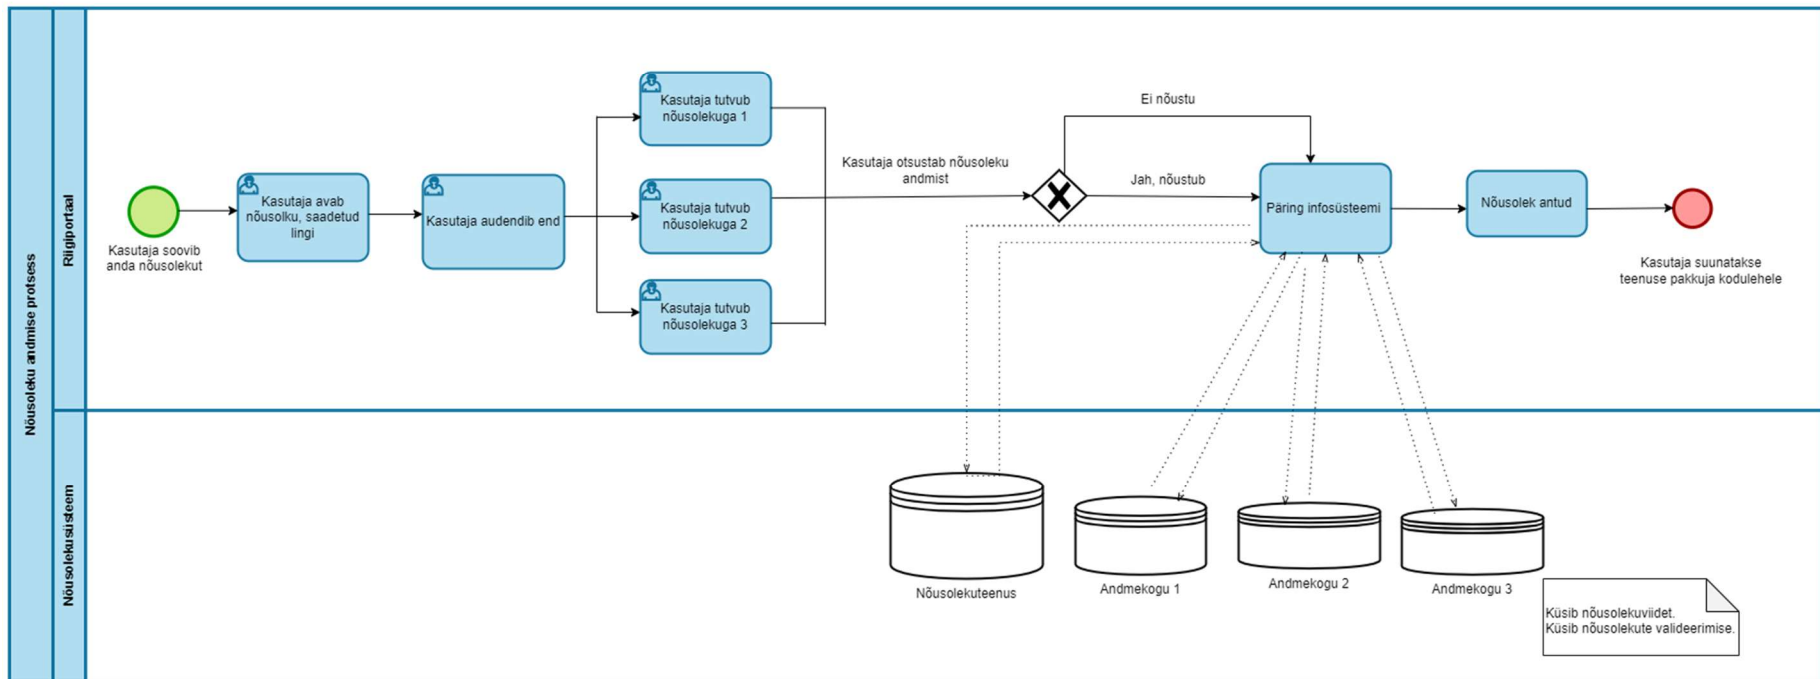 Nõusoleku andmise protsess
Riigiportaal
Nõusolekusüsteem
Kasutaja soovib
anda nõusolekut
Kasutaja avab
nõusolku, saadetud
lingi
Kasutaja audendib end
Kasutaja tutvub
nõusolekuga 1
Kasutaja tutvub
nõusolekuga 2
Kasutaja tutvub
nõusolekuga 3
Kasutaja otsustab nõusoleku
andmist
Ei nõustu
Jah, nõustub
Päring infosüsteemi
Nõusolek antud
Kasutaja suunatakse
teenuse pakkuja kodulehele
Nõusolekuteenus
Andmekogu 1
Andmekogu 2
Andmekogu 3
Küsib nõusolekuviidet.
Küsib nõusolekute valideerimise.